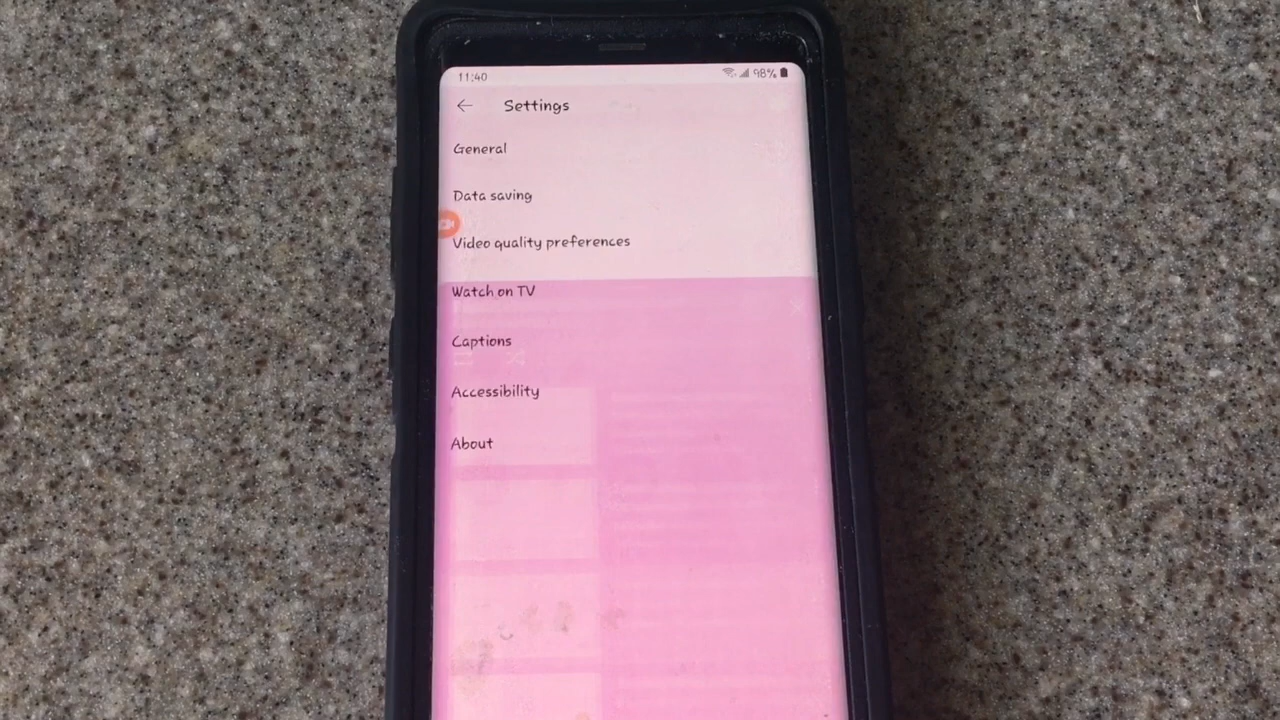 11:40 98%
Settings
General
Data saving
Video quality preferences
Watch on TV
Captions
Accessibility
About